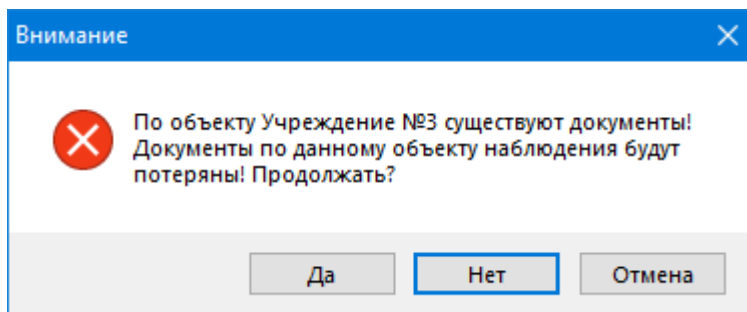 Внимание
По объекту Учреждение №3 существуют документы!
Документы по данному объекту наблюдения будут
потеряны! Продолжать?
Да Нет Отмена